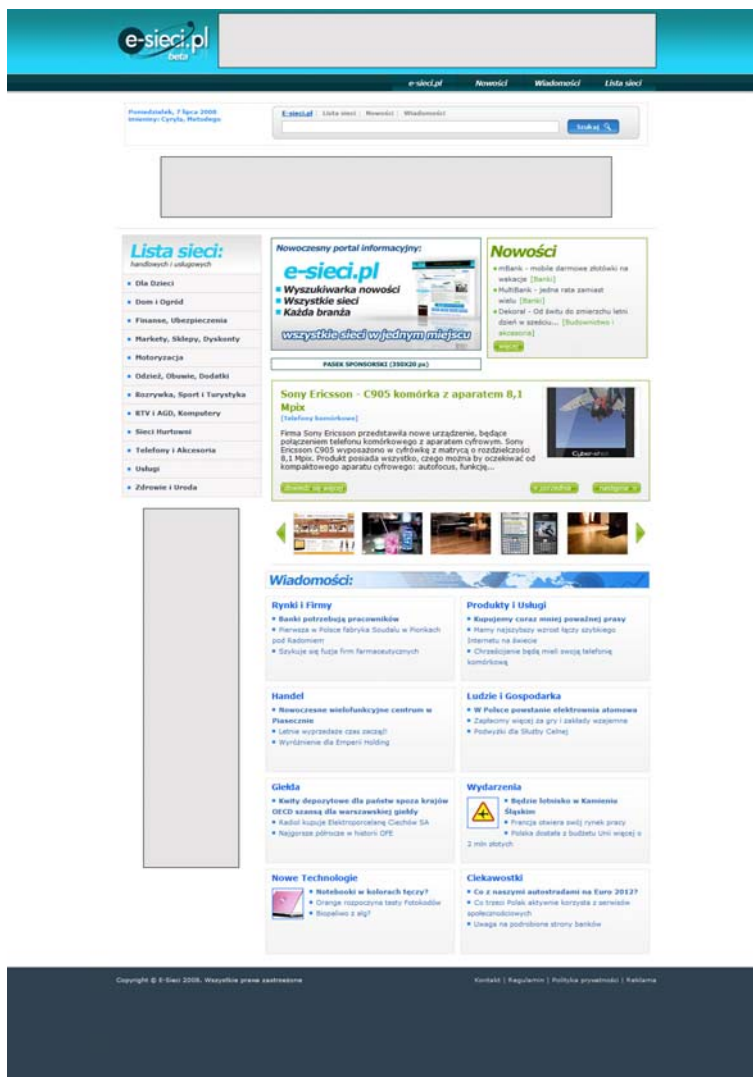 e-sieci.pl
beta
e-sieci.pl Nowości Wiadomości Lista sieci
Poniedziałek, 7 lipca 2008
Imieniny: Cyryla, Metodego
E-sieci.pl | Lista sieci | Nowości | Wiadomości
Szukaj
Lista sieci:
handlowych i usługowych
Dla Dzieci
Dom i Ogród
Finanse, Ubezpieczenia
Markety, Sklepy, Dyskonty
Motoryzacja
Odzież, Obuwie, Dodatki
Rozrywka, Sport i Turystyka
RTV i AGD, Komputery
Sieci Hurtowni
Telefony i Akcesoria
Usługi
Zdrowie i Uroda
Nowoczesny portal informacyjny:
e-sieci.pl
Wyszukiwarka nowości
Wszystkie sieci
Każda branża
wszystkie sieci w jednym miejscu
PASEK SPONSORSKI (350X20 px)
Nowości
mBank - mobile darmowe złotówki na
wakacje [Banki]
MultiBank - jedna rata zamiast
wielu [Banki]
Dekoral - Od świtu do zmierzchu letni
dzień w sześciu... [Budownictwo i
akcesoria]
więcej
Sony Ericsson - C905 komórka z aparatem 8,1
Mpix
[Telefony komórkowe]
Firma Sony Ericsson przedstawiła nowe urządzenie, będące
połączeniem telefonu komórkowego z aparatem cyfrowym. Sony
Ericsson C905 wyposażono w cyfrówkę z matrycą o rozdzielczości
8,1 Mpix. Produkt posiada wszystko, czego można by oczekiwać od
kompaktowego aparatu cyfrowego: autofocus, funkcję...
Cyber-shot
dowiedz się więcej
« poprzednia
następna »
Wiadomości:
Rynki i Firmy
Banki potrzebują pracowników
Pierwsza w Polsce fabryka Soudalu w Pionkach
pod Radomiem
Szykuje się fuzja firm farmaceutycznych
Produkty i Usługi
Kupujemy coraz mniej poważnej prasy
Mamy najszybszy wzrost łączy szybkiego
Internetu na świecie
Chrześcijanie będą mieli swoją telefonię
komórkową
Handel
Nowoczesne wielofunkcyjne centrum w
Piasecznie
Letnie wyprzedaże czas zacząć!
Wyróżnienie dla Emperii Holding
Ludzie i Gospodarka
W Polsce powstanie elektrownia atomowa
Zapłacimy więcej za gry i zakłady wzajemne
Podwyżki dla Służby Celnej
Giełda
Kwity depozytowe dla państw spoza krajów
OECD szansą dla warszawskiej giełdy
Radiol kupuje Elektroporcelanę Ciechów SA
Najgorsze półrocze w historii OFE
Wydarzenia
Będzie lotnisko w Kamieniu
Śląskim
Francja otwiera swój rynek pracy
Polska dostała z budżetu Unii więcej o
2 mln złotych
Nowe Technologie
Notebooki w kolorach tęczy?
Orange rozpoczyna testy Fotokodów
Biopaliwo z alg?
Ciekawostki
Co z naszymi autostradami na Euro 2012?
Co trzeci Polak aktywnie korzysta z serwisów
społecznościowych
Uwaga na podrobione strony banków
Copyright © E-Sieci 2008. Wszystkie prawa zastrzeżone
Kontakt | Regulamin | Polityka prywatności | Reklama